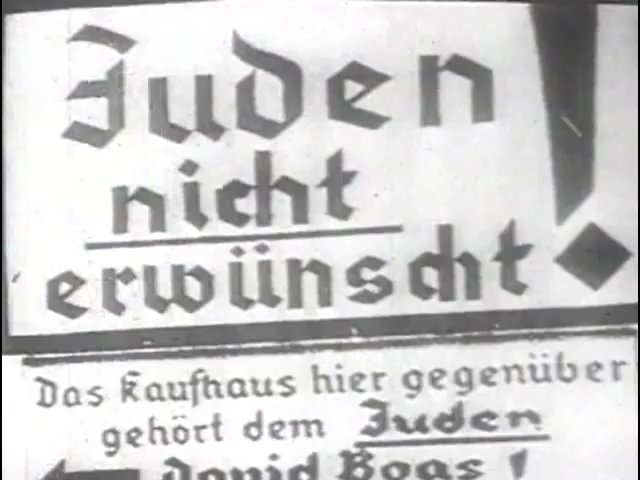 Juden
nicht
erwünscht!
Das Kaufhaus hier gegenüber
gehört dem Juden
David Boas!